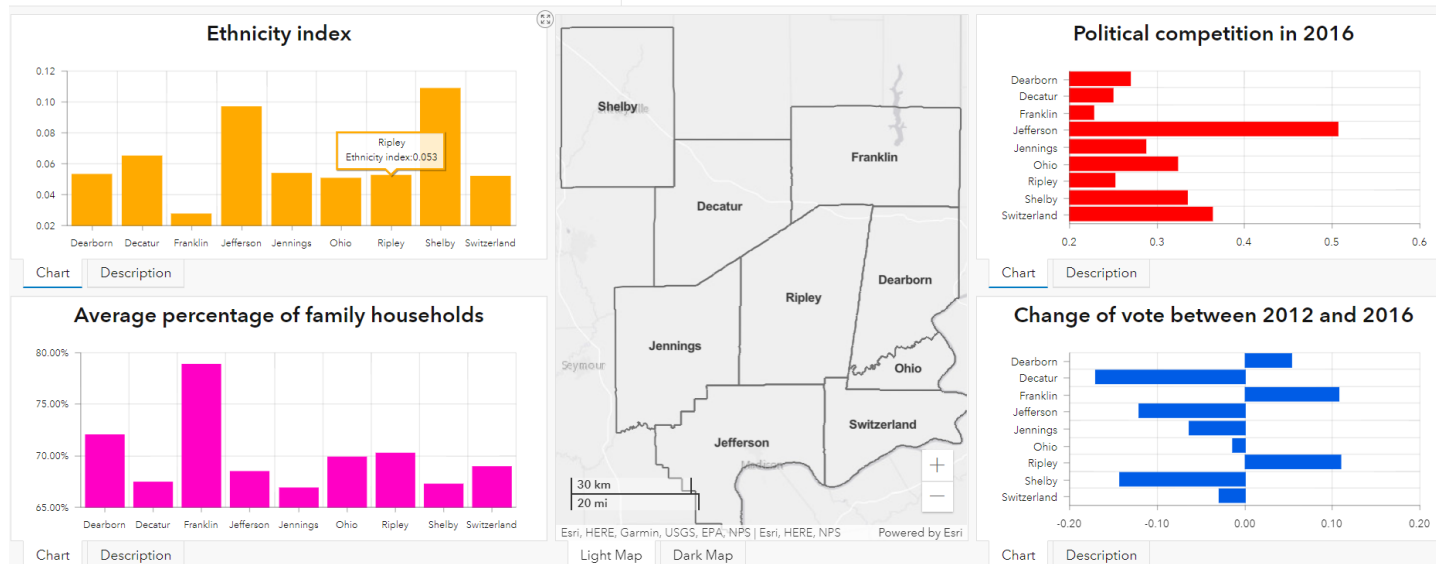 Ethnicity index
0.12
0.10
0.08
0.06
0.04
0.02
Ripley
Ethnicity index:0.053
Dearborn Decatur Franklin Jefferson Jennings Ohio Ripley Shelby Switzerland
Chart Description
Average percentage of family households
80.00%
75.00%
70.00%
65.00%
Dearborn Decatur Franklin Jefferson Jennings Ohio Ripley Shelby Switzerland
Chart Description
Shelby
Franklin
Decatur
Dearborn
Ripley
Jennings
Seymour
Ohio
Switzerland
Jefferson
Madison
+
−
30 km
20 mi
Esri, HERE, Garmin, USGS, EPA, NPS | Esri, HERE, NPS Powered by Esri
Light Map Dark Map
Political competition in 2016
Dearborn
Decatur
Franklin
Jefferson
Jennings
Ohio
Ripley
Shelby
Switzerland
0.2 0.3 0.4 0.5 0.6
Chart Description
Change of vote between 2012 and 2016
Dearborn
Decatur
Franklin
Jefferson
Jennings
Ohio
Ripley
Shelby
Switzerland
-0.20 -0.10 0.00 0.10 0.20
Chart Description